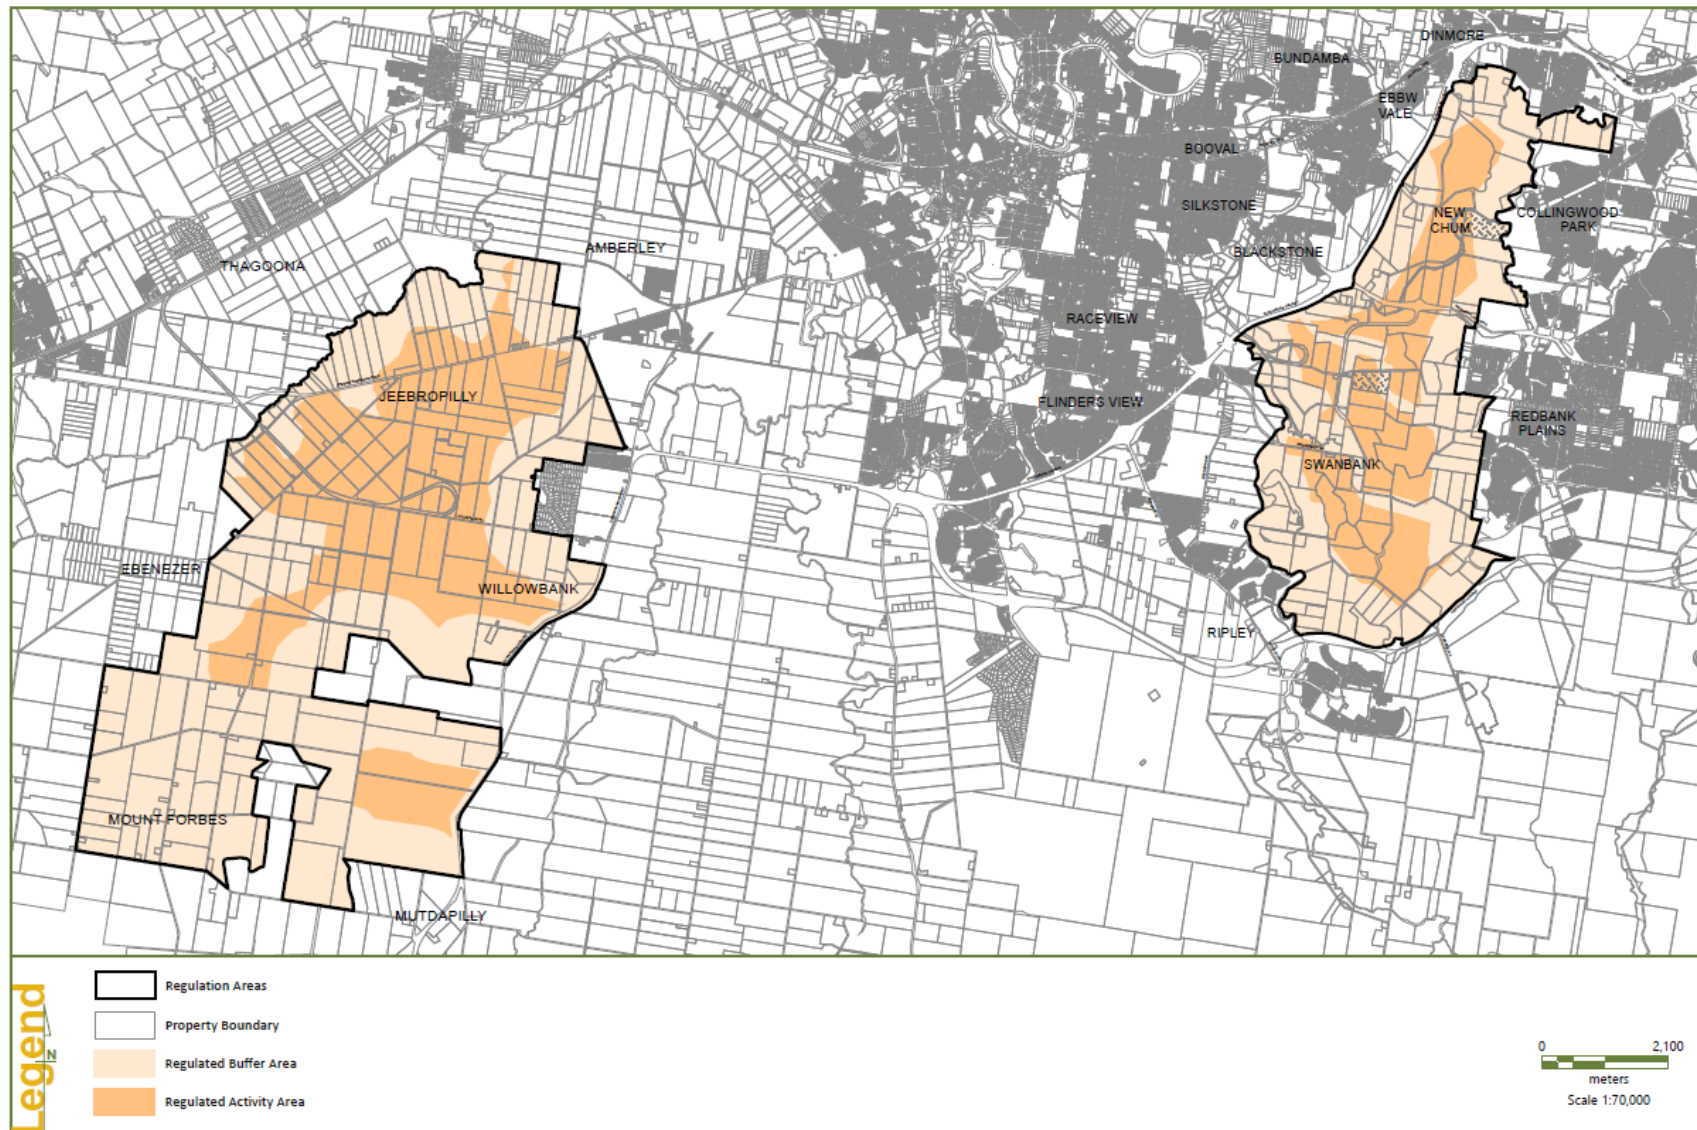 DINMORE
BUNDAMBA
EBBW
VALE
BOOVAL
SILKSTONE
NEW
CHUM
COLLINGWOOD
PARK
BLACKSTONE
AMBERLEY
THAGOONA
RACEVIEW
JEEBROPILLY
FLINDERS VIEW
REDBANK
PLAINS
SWANBANK
EBENEZER
WILLOWBANK
RIPLEY
MOUNT FORBES
MUTDAPILLY
Legend
N
Regulation Areas
Property Boundary
Regulated Buffer Area
Regulated Activity Area
0 2,100
meters
Scale 1:70,000